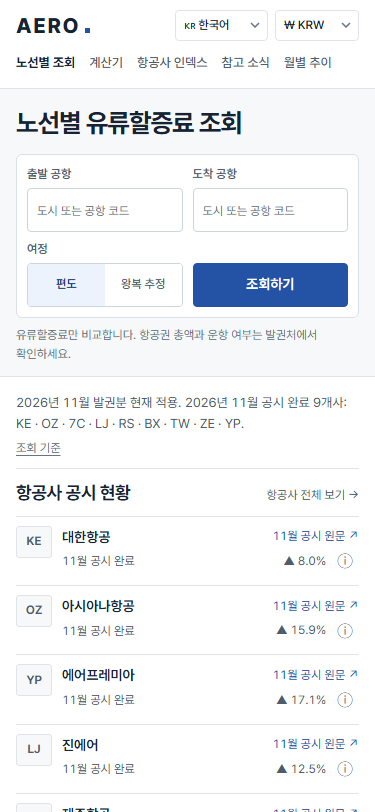 AERO.
KR 한국어
₩ KRW
노선별 조회 계산기 항공사 인덱스 참고 소식 월별 추이
노선별 유류할증료 조회
출발 공항 도착 공항
도시 또는 공항 코드 도시 또는 공항 코드
여정
편도 왕복 추정 조회하기
유류할증료만 비교합니다. 항공권 총액과 운항 여부는 발권처에서
확인하세요.
2026년 11월 발권분 현재 적용. 2026년 11월 공시 완료 9개사:
KE · OZ · 7C · LJ · RS · BX · TW · ZE · YP.
조회 기준
항공사 공시 현황 항공사 전체 보기 →
KE 대한항공 11월 공시 원문 ↗
11월 공시 완료 ▲ 8.0% ⓘ
OZ 아시아나항공 11월 공시 원문 ↗
11월 공시 완료 ▲ 15.9% ⓘ
YP 에어프레미아 11월 공시 원문 ↗
11월 공시 완료 ▲ 17.1% ⓘ
LJ 진에어 11월 공시 원문 ↗
11월 공시 완료 ▲ 12.5% ⓘ